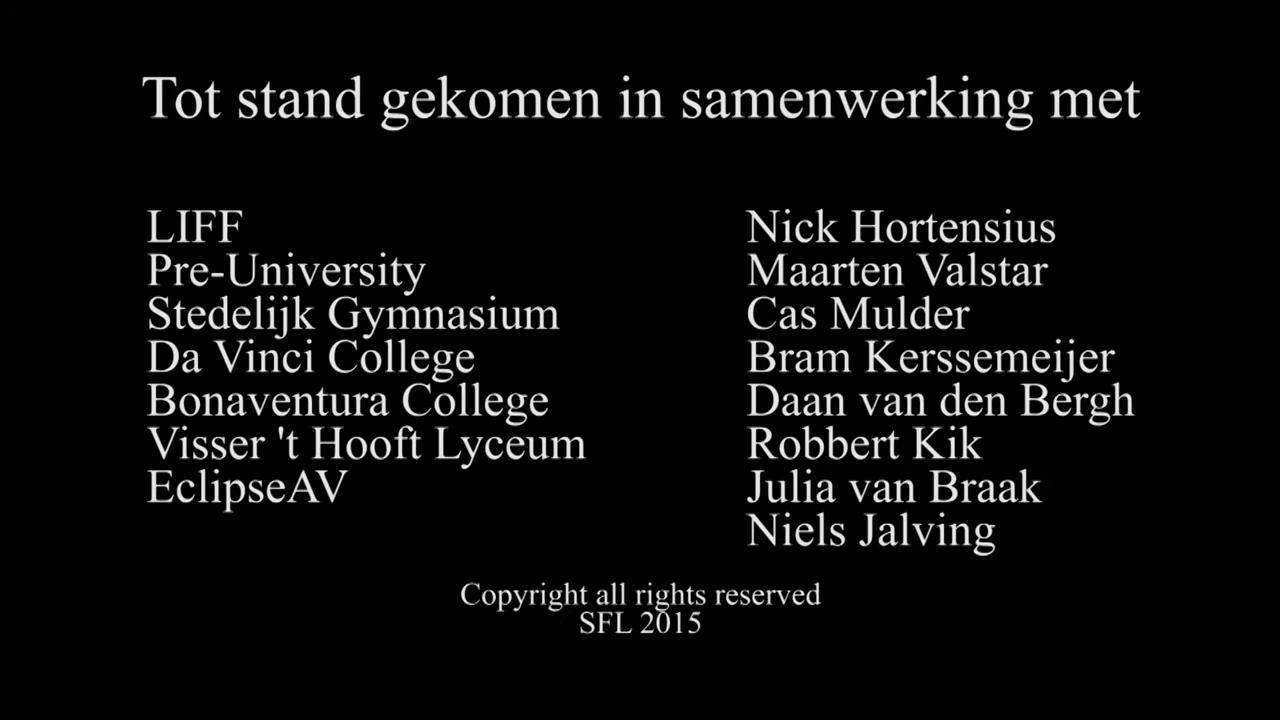 Tot stand gekomen in samenwerking met
LIFF
Pre-University
Stedelijk Gymnasium
Da Vinci College
Bonaventura College
Visser 't Hooft Lyceum
EclipseAV
Nick Hortensius
Maarten Valstar
Cas Mulder
Bram Kerssemeijer
Daan van den Bergh
Robbert Kik
Julia van Braak
Niels Jalving
Copyright all rights reserved
SFL 2015